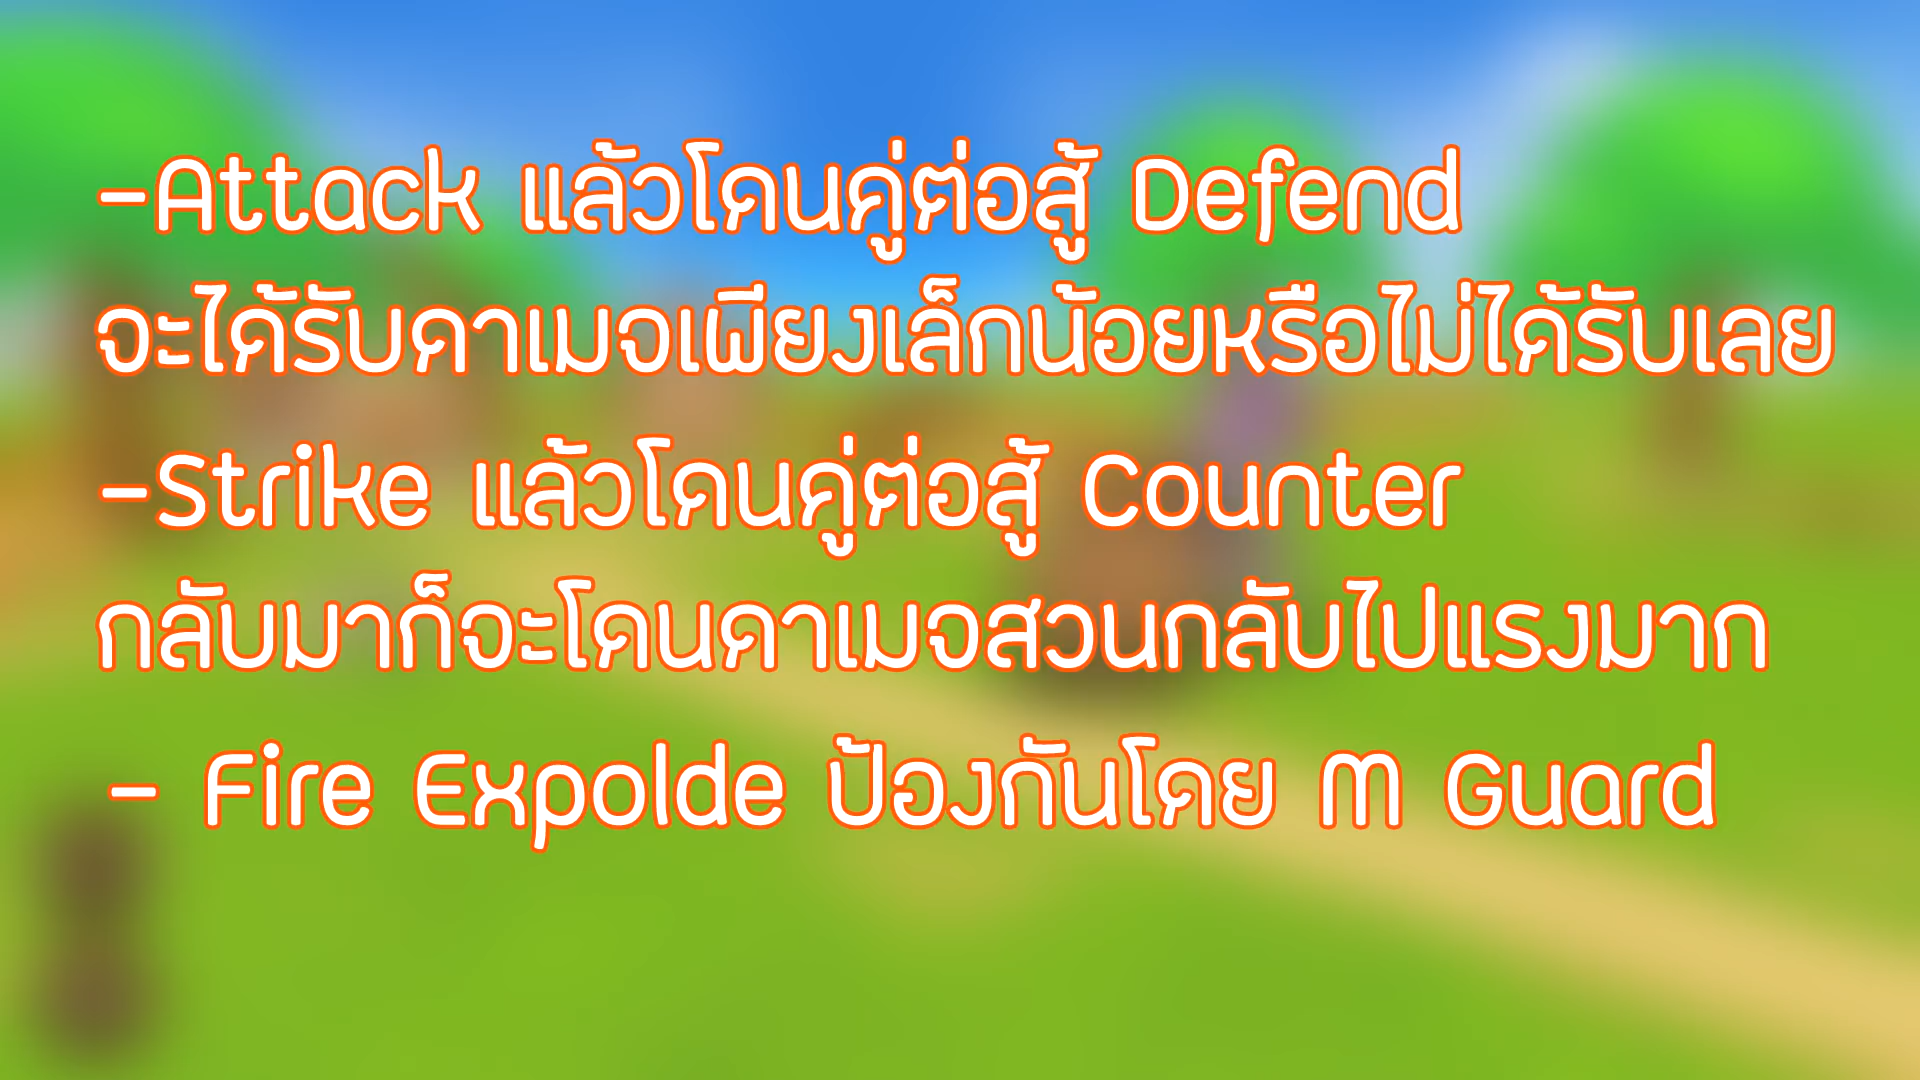 -Attack แล้วโดนคู่ต่อสู้ Defend
จะได้รับดาเมจเพียงเล็กน้อยหรือไม่ได้รับเลย
-Strike แล้วโดนคู่ต่อสู้ Counter
กลับมาก็จะโดนดาเมจสวนกลับไปแรงมาก
- Fire Expolde ป้องกันโดย M Guard